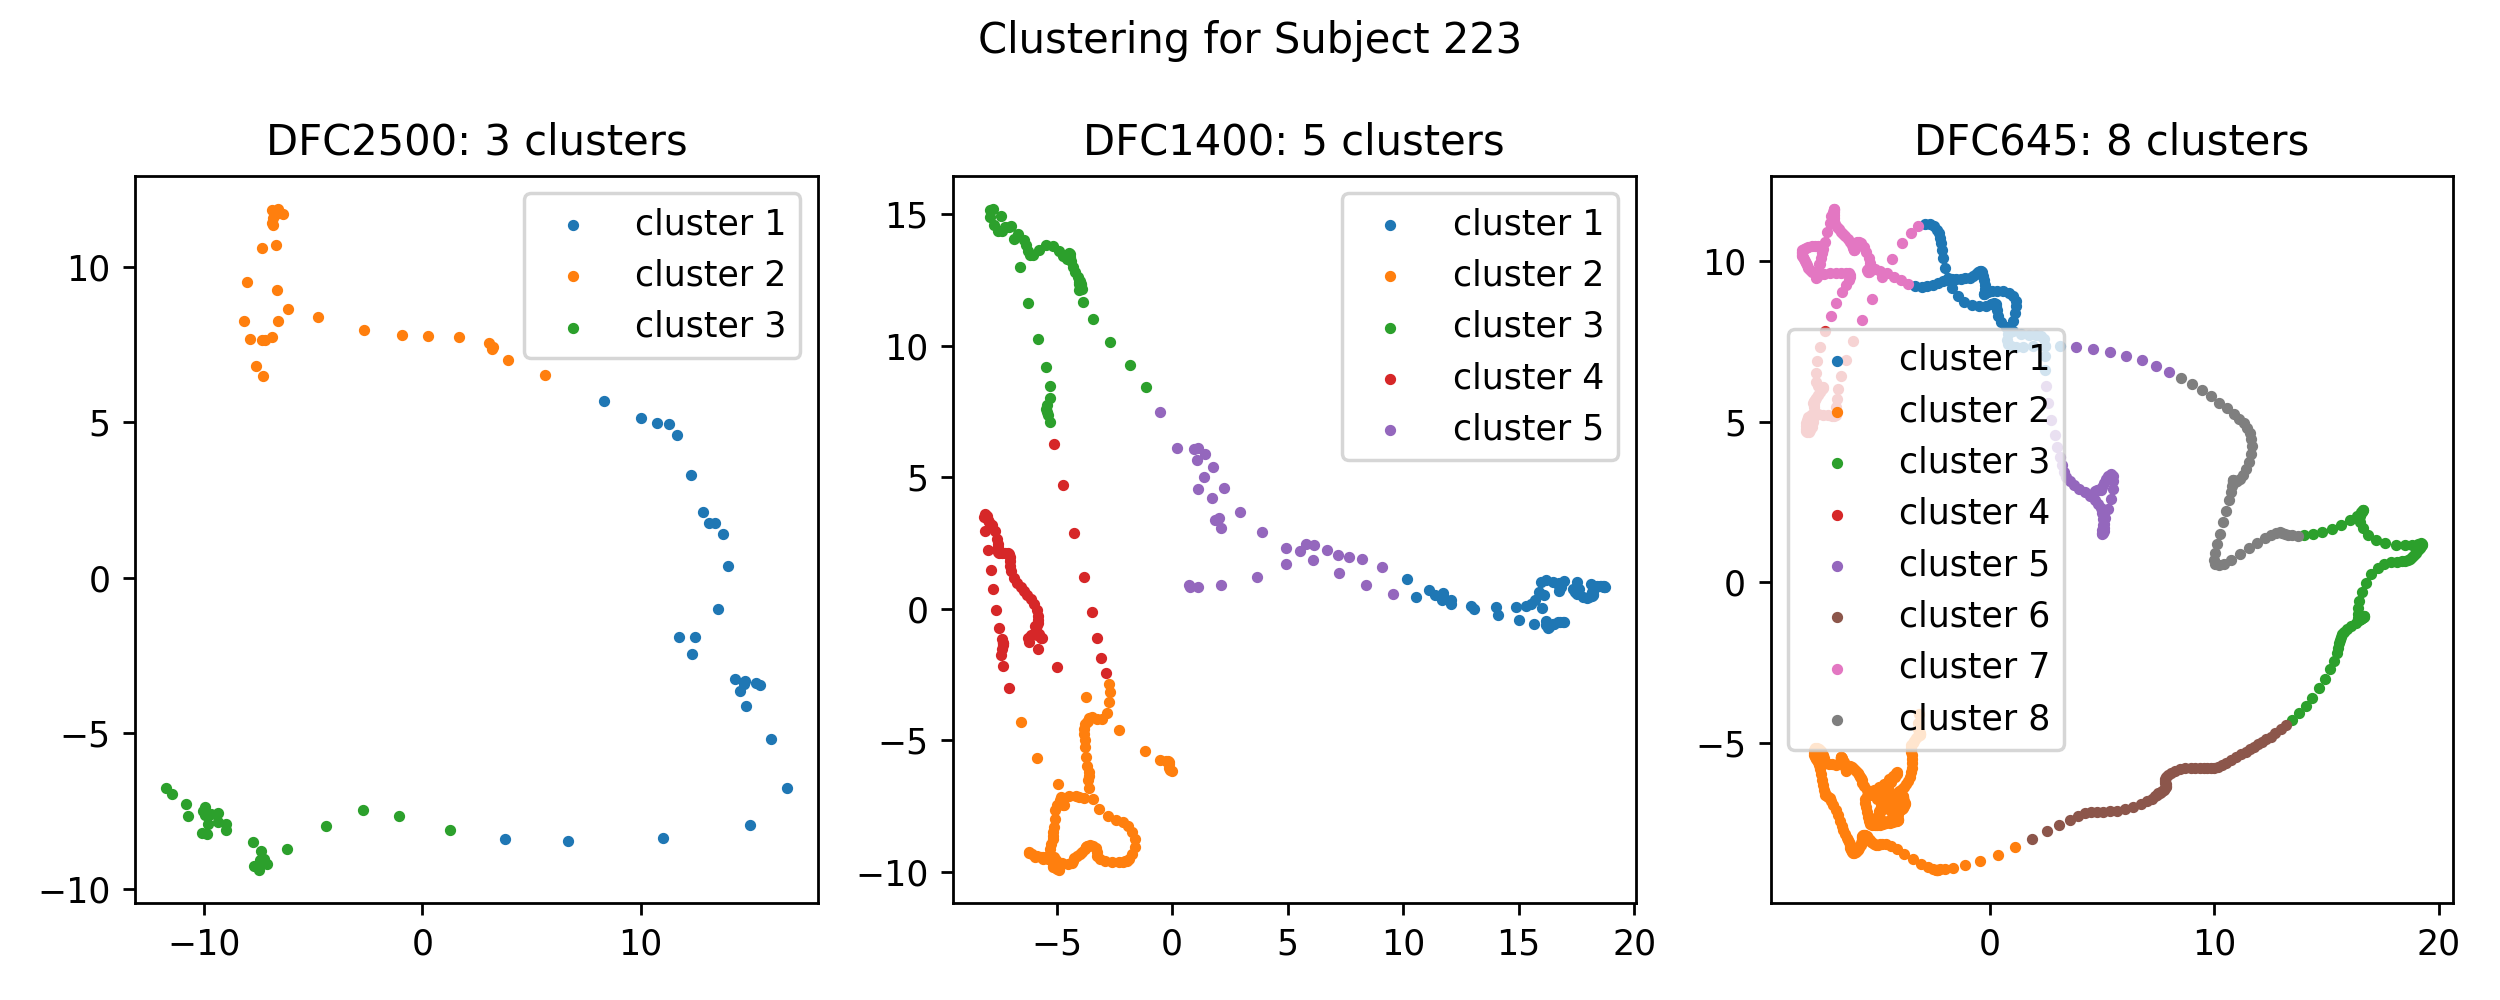 Clustering for Subject 223
DFC2500: 3 clusters
cluster 1
cluster 2
cluster 3
10
5
0
−5
−10
−10
0
10
DFC1400: 5 clusters
cluster 1
cluster 2
cluster 3
cluster 4
cluster 5
15
10
5
0
−5
−10
−5
0
5
10
15
20
DFC645: 8 clusters
cluster 1
cluster 2
cluster 3
cluster 4
cluster 5
cluster 6
cluster 7
cluster 8
10
5
0
−5
0
10
20